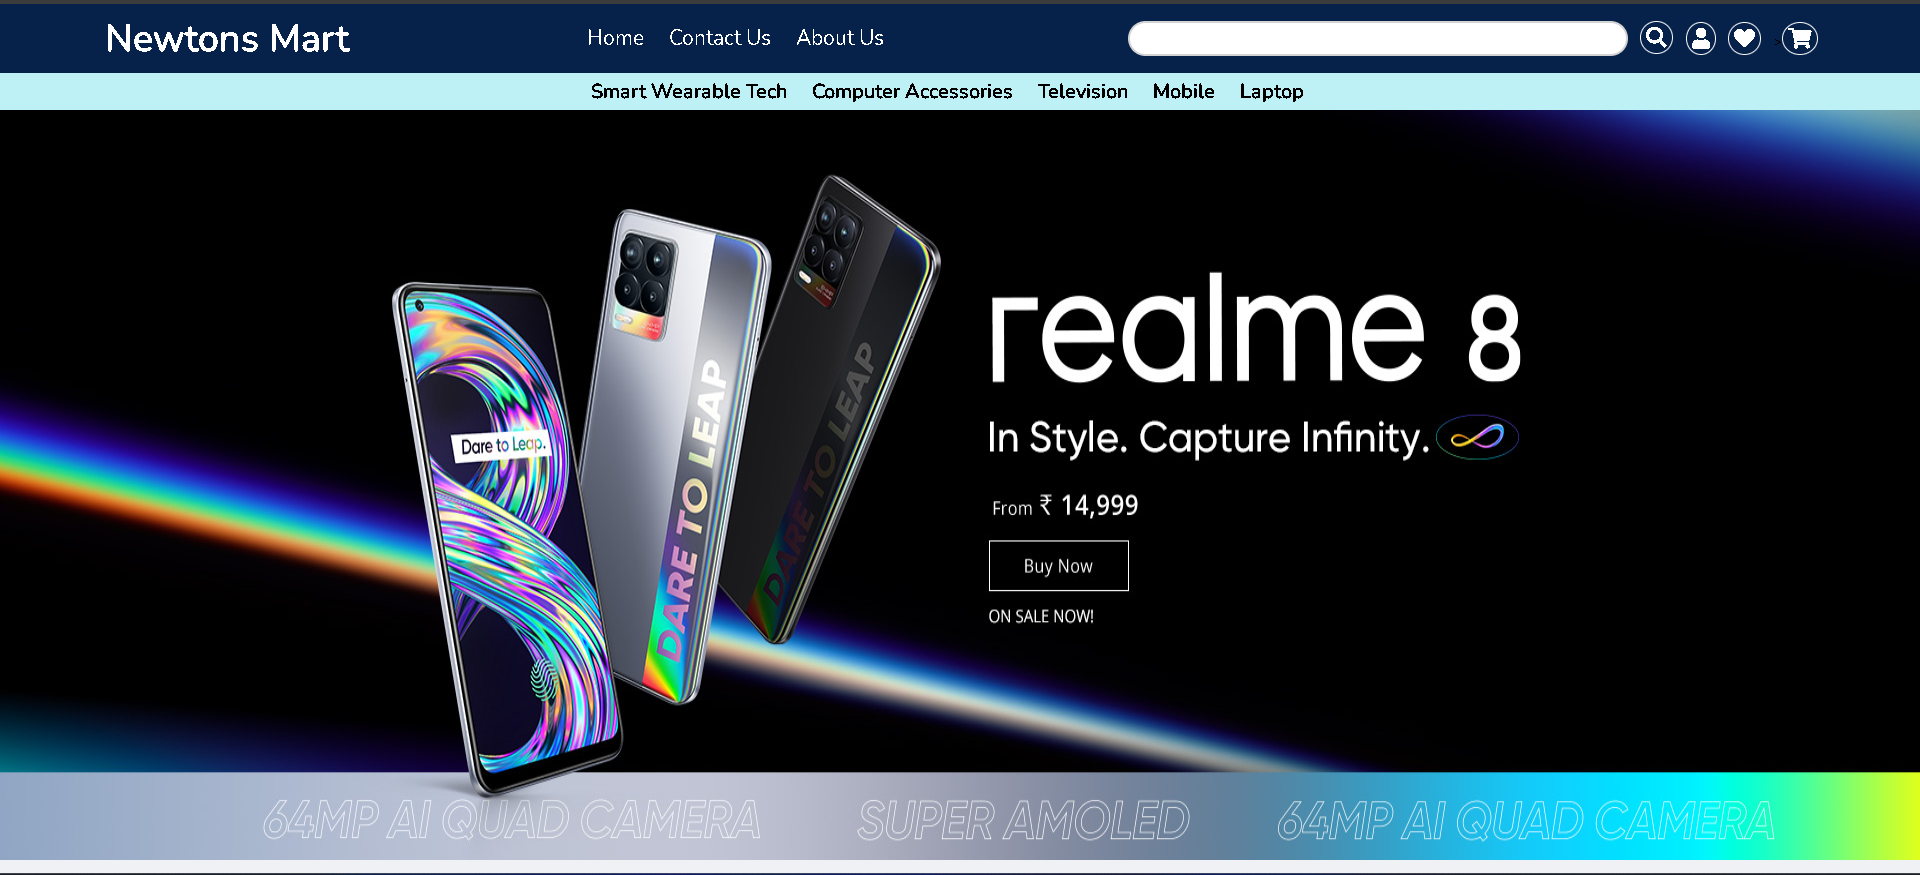 Newtons Mart
Home Contact Us About Us
Smart Wearable Tech Computer Accessories Television Mobile Laptop
realme 8
In Style. Capture Infinity.
From ₹ 14,999
Buy Now
ON SALE NOW!
Dare to Leap.
DARE TO LEAP
DARE TO LEAP
64MP AI QUAD CAMERA SUPER AMOLED 64MP AI QUAD CAMERA